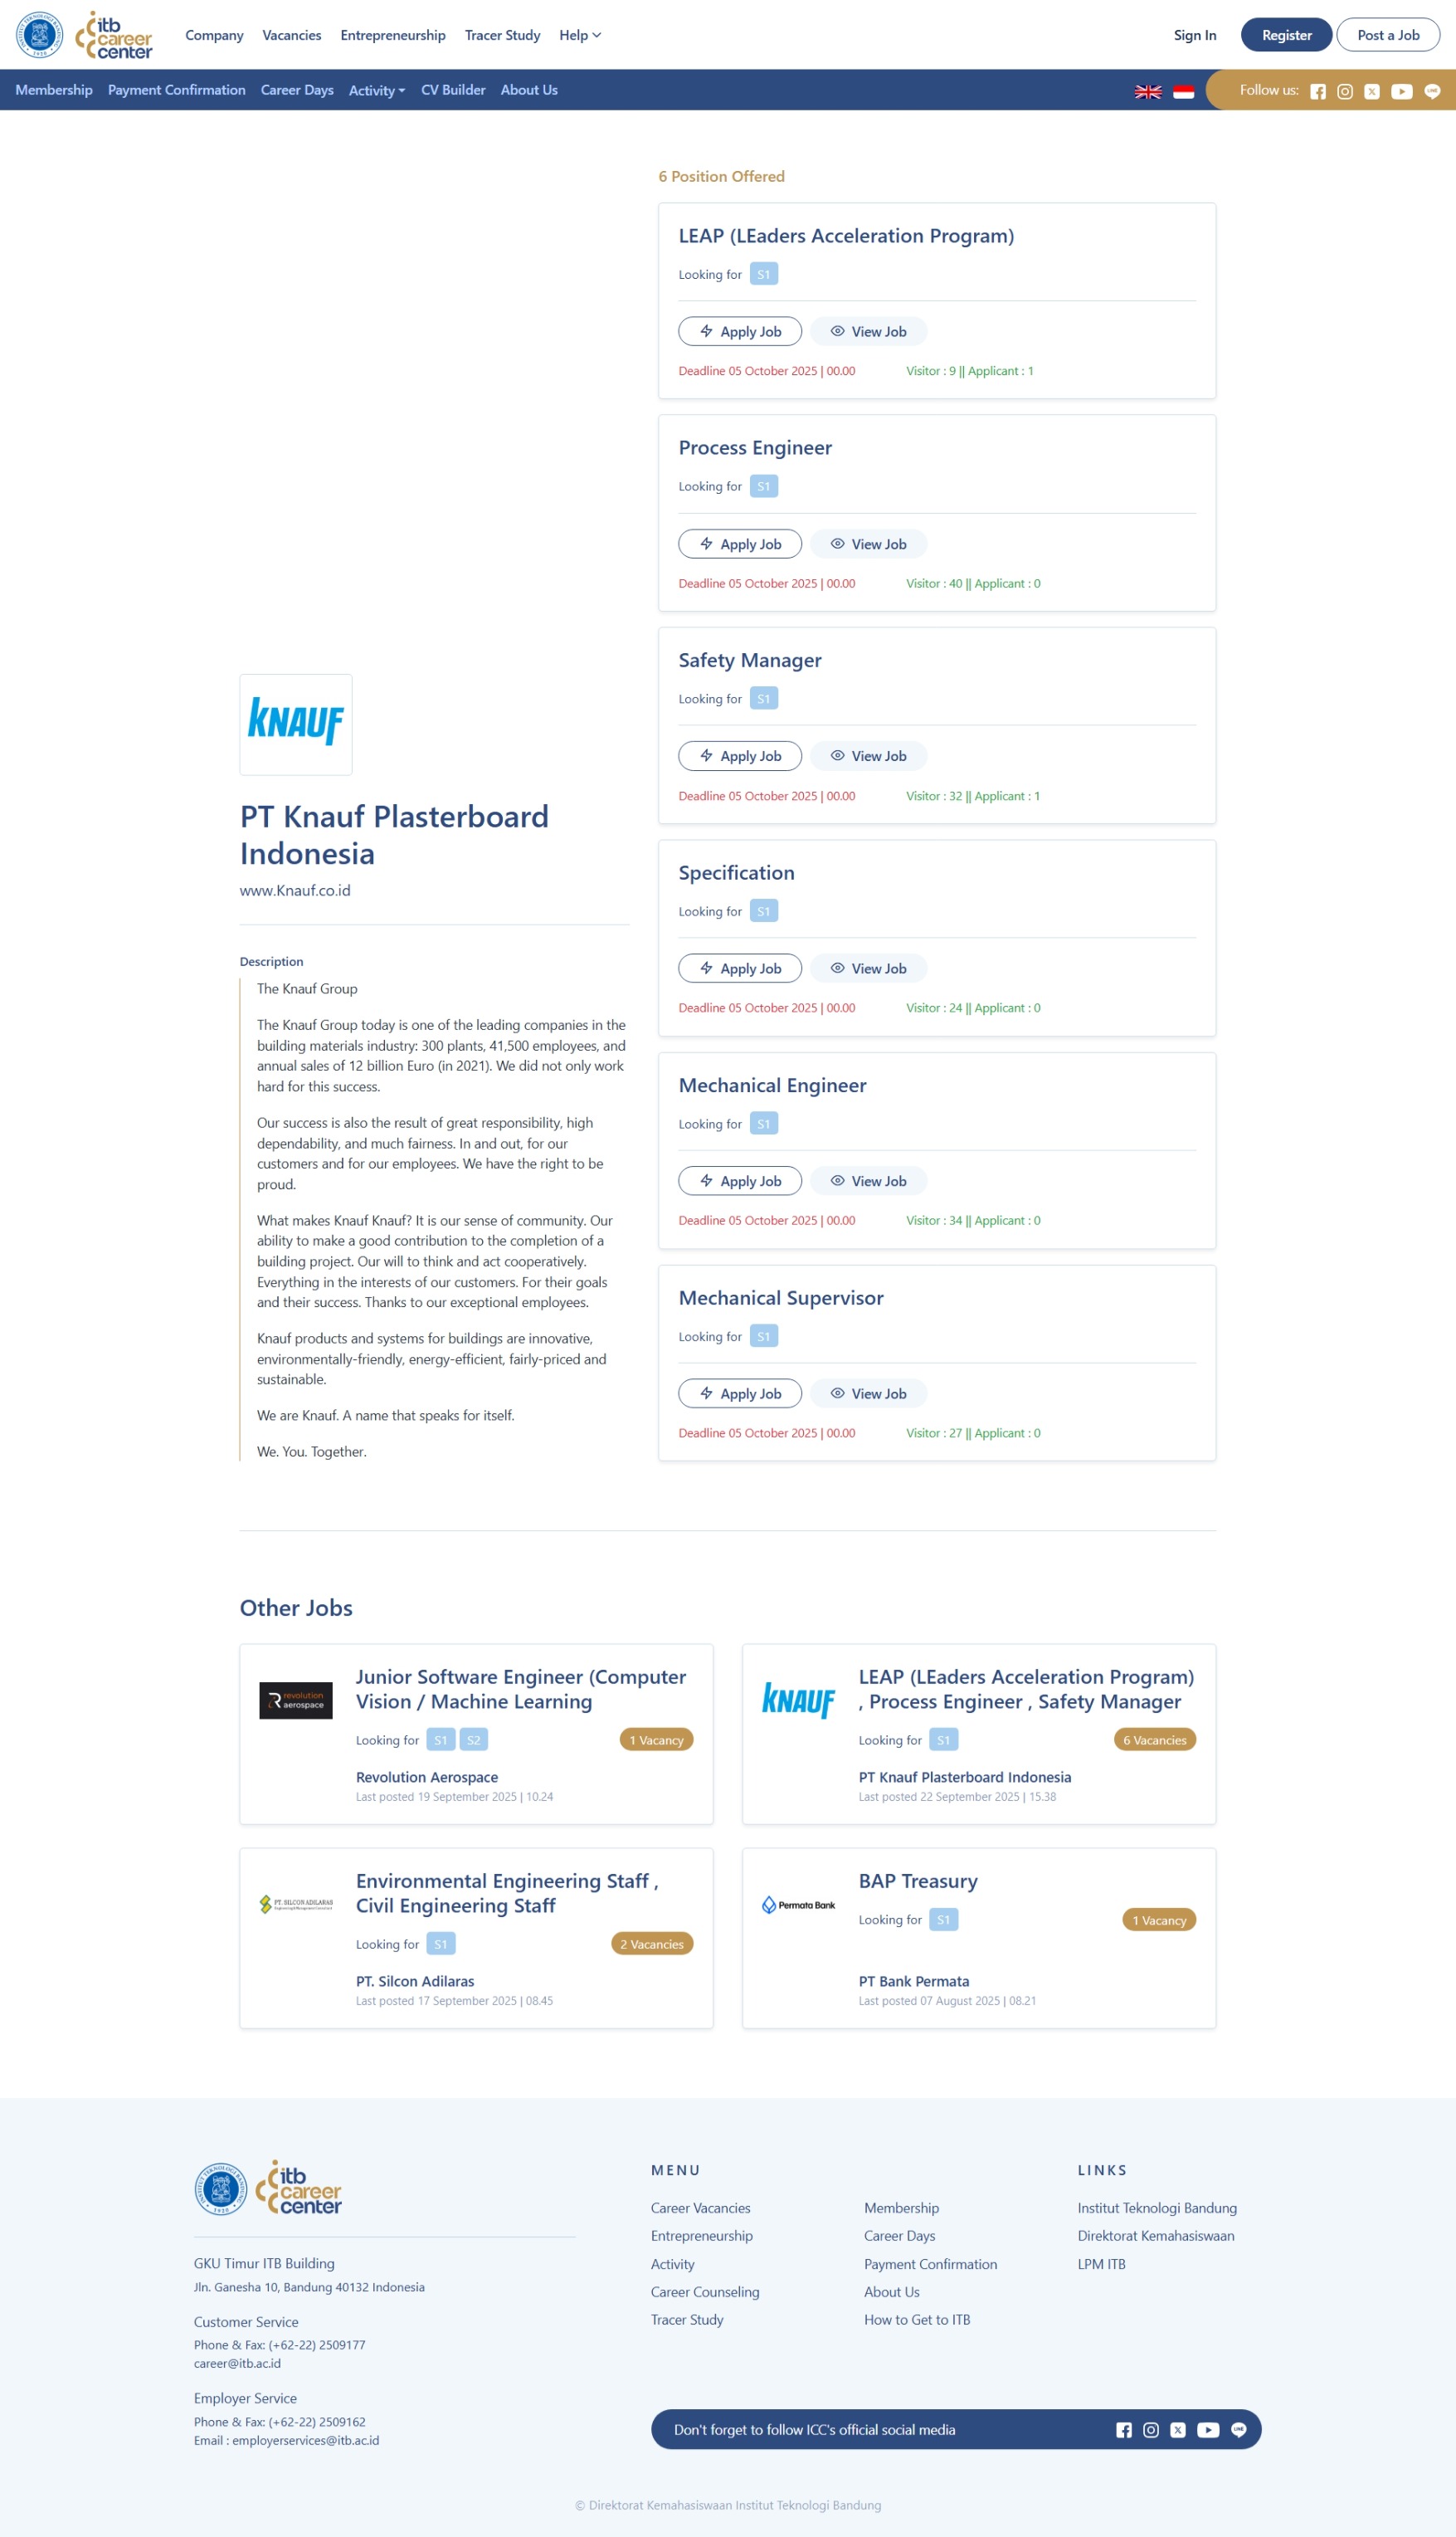 itb career center
Company Vacancies Entrepreneurship Tracer Study Help
Sign In Register Post a Job
Membership Payment Confirmation Career Days Activity CV Builder About Us
Follow us:
KNAUF
PT Knauf Plasterboard
Indonesia
www.Knauf.co.id
Description
The Knauf Group
The Knauf Group today is one of the leading companies in the
building materials industry: 300 plants, 41,500 employees, and
annual sales of 12 billion Euro (in 2021). We did not only work
hard for this success.
Our success is also the result of great responsibility, high
dependability, and much fairness. In and out, for our
customers and for our employees. We have the right to be
proud.
What makes Knauf Knauf? It is our sense of community. Our
ability to make a good contribution to the completion of a
building project. Our will to think and act cooperatively.
Everything in the interests of our customers. For their goals
and their success. Thanks to our exceptional employees.
Knauf products and systems for buildings are innovative,
environmentally-friendly, energy-efficient, fairly-priced and
sustainable.
We are Knauf. A name that speaks for itself.
We. You. Together.
6 Position Offered
LEAP (LEaders Acceleration Program)
Looking for S1
Apply Job View Job
Deadline 05 October 2025 | 00.00 Visitor : 9 || Applicant : 1
Process Engineer
Looking for S1
Apply Job View Job
Deadline 05 October 2025 | 00.00 Visitor : 40 || Applicant : 0
Safety Manager
Looking for S1
Apply Job View Job
Deadline 05 October 2025 | 00.00 Visitor : 32 || Applicant : 1
Specification
Looking for S1
Apply Job View Job
Deadline 05 October 2025 | 00.00 Visitor : 24 || Applicant : 0
Mechanical Engineer
Looking for S1
Apply Job View Job
Deadline 05 October 2025 | 00.00 Visitor : 34 || Applicant : 0
Mechanical Supervisor
Looking for S1
Apply Job View Job
Deadline 05 October 2025 | 00.00 Visitor : 27 || Applicant : 0
Other Jobs
revolution
aerospace
Junior Software Engineer (Computer
Vision / Machine Learning
Looking for S1 S2 1 Vacancy
Revolution Aerospace
Last posted 19 September 2025 | 10.24
KNAUF
LEAP (LEaders Acceleration Program)
, Process Engineer , Safety Manager
Looking for S1 6 Vacancies
PT Knauf Plasterboard Indonesia
Last posted 22 September 2025 | 15.38
PT. SILCON ADILARAS
Environmental Engineering Staff ,
Civil Engineering Staff
Looking for S1 2 Vacancies
PT. Silcon Adilaras
Last posted 17 September 2025 | 08.45
Permata Bank
BAP Treasury
Looking for S1 1 Vacancy
PT Bank Permata
Last posted 07 August 2025 | 08.21
itb career center
GKU Timur ITB Building
Jln. Ganesha 10, Bandung 40132 Indonesia
Customer Service
Phone & Fax: (+62-22) 2509177
career@itb.ac.id
Employer Service
Phone & Fax: (+62-22) 2509162
Email : employerservices@itb.ac.id
MENU
Career Vacancies
Entrepreneurship
Activity
Career Counseling
Tracer Study
Membership
Career Days
Payment Confirmation
About Us
How to Get to ITB
LINKS
Institut Teknologi Bandung
Direktorat Kemahasiswaan
LPM ITB
Don't forget to follow ICC's official social media
© Direktorat Kemahasiswaan Institut Teknologi Bandung